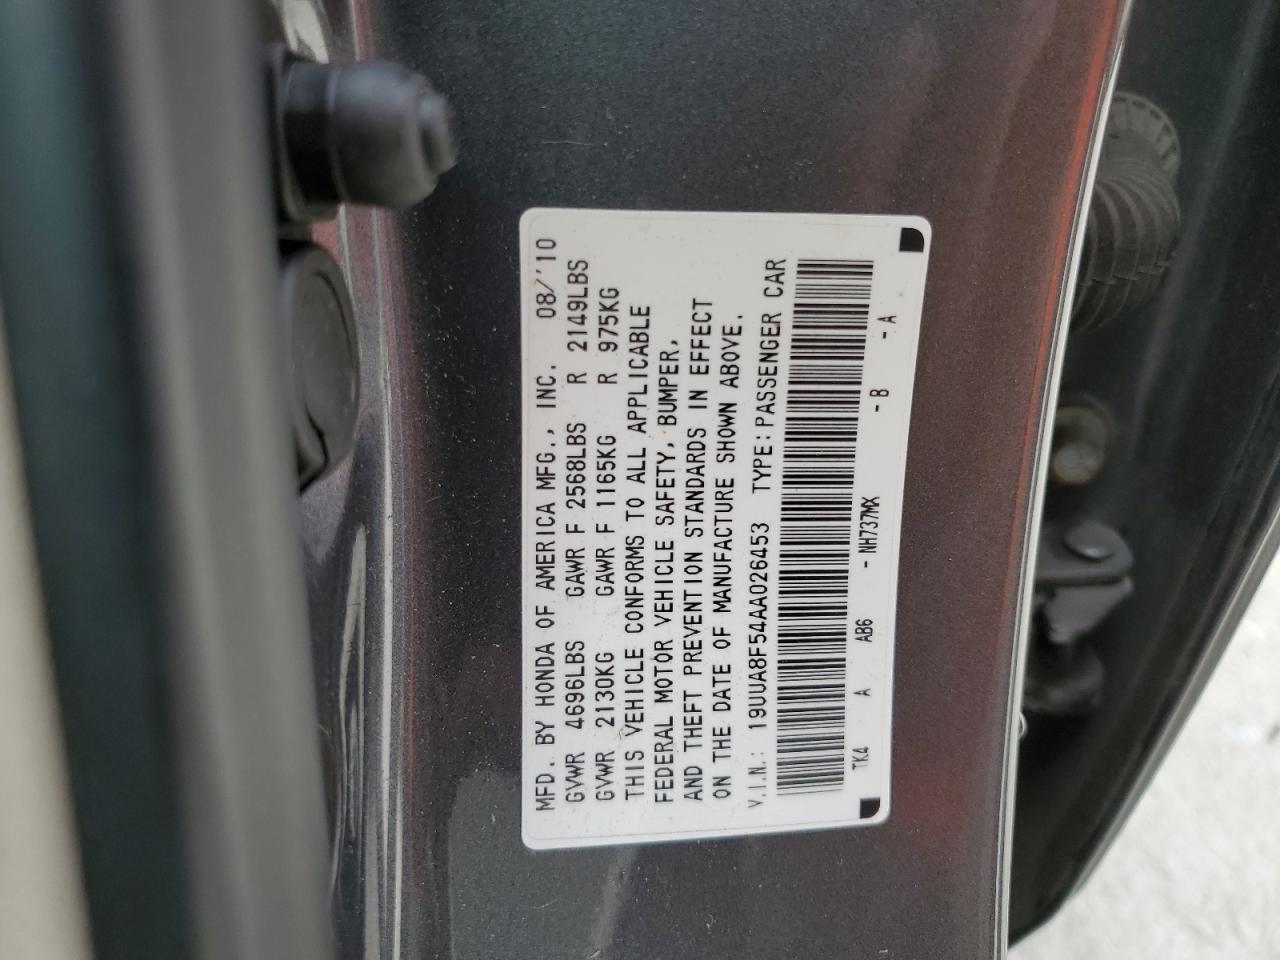 MFD. BY HONDA OF AMERICA MFG., INC. 08/'10
GVWR 4696LBS GAWR F 2568LBS R 2149LBS
GVWR 2130KG GAWR F 1165KG R 975KG
THIS VEHICLE CONFORMS TO ALL APPLICABLE
FEDERAL MOTOR VEHICLE SAFETY, BUMPER,
AND THEFT PREVENTION STANDARDS IN EFFECT
ON THE DATE OF MANUFACTURE SHOWN ABOVE.
V.I.N.: 19UUA8F54AA026453 TYPE: PASSENGER CAR
TK4 A AB6 - NH737MX - B - A